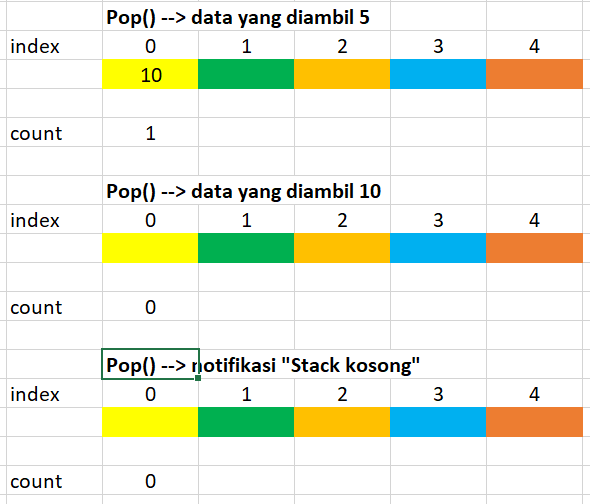 Pop() --> data yang diambil 5
index 0 1 2 3 4
10
count 1
Pop() --> data yang diambil 10
index 0 1 2 3 4
count 0
Pop() --> notifikasi "Stack kosong"
index 0 1 2 3 4
count 0